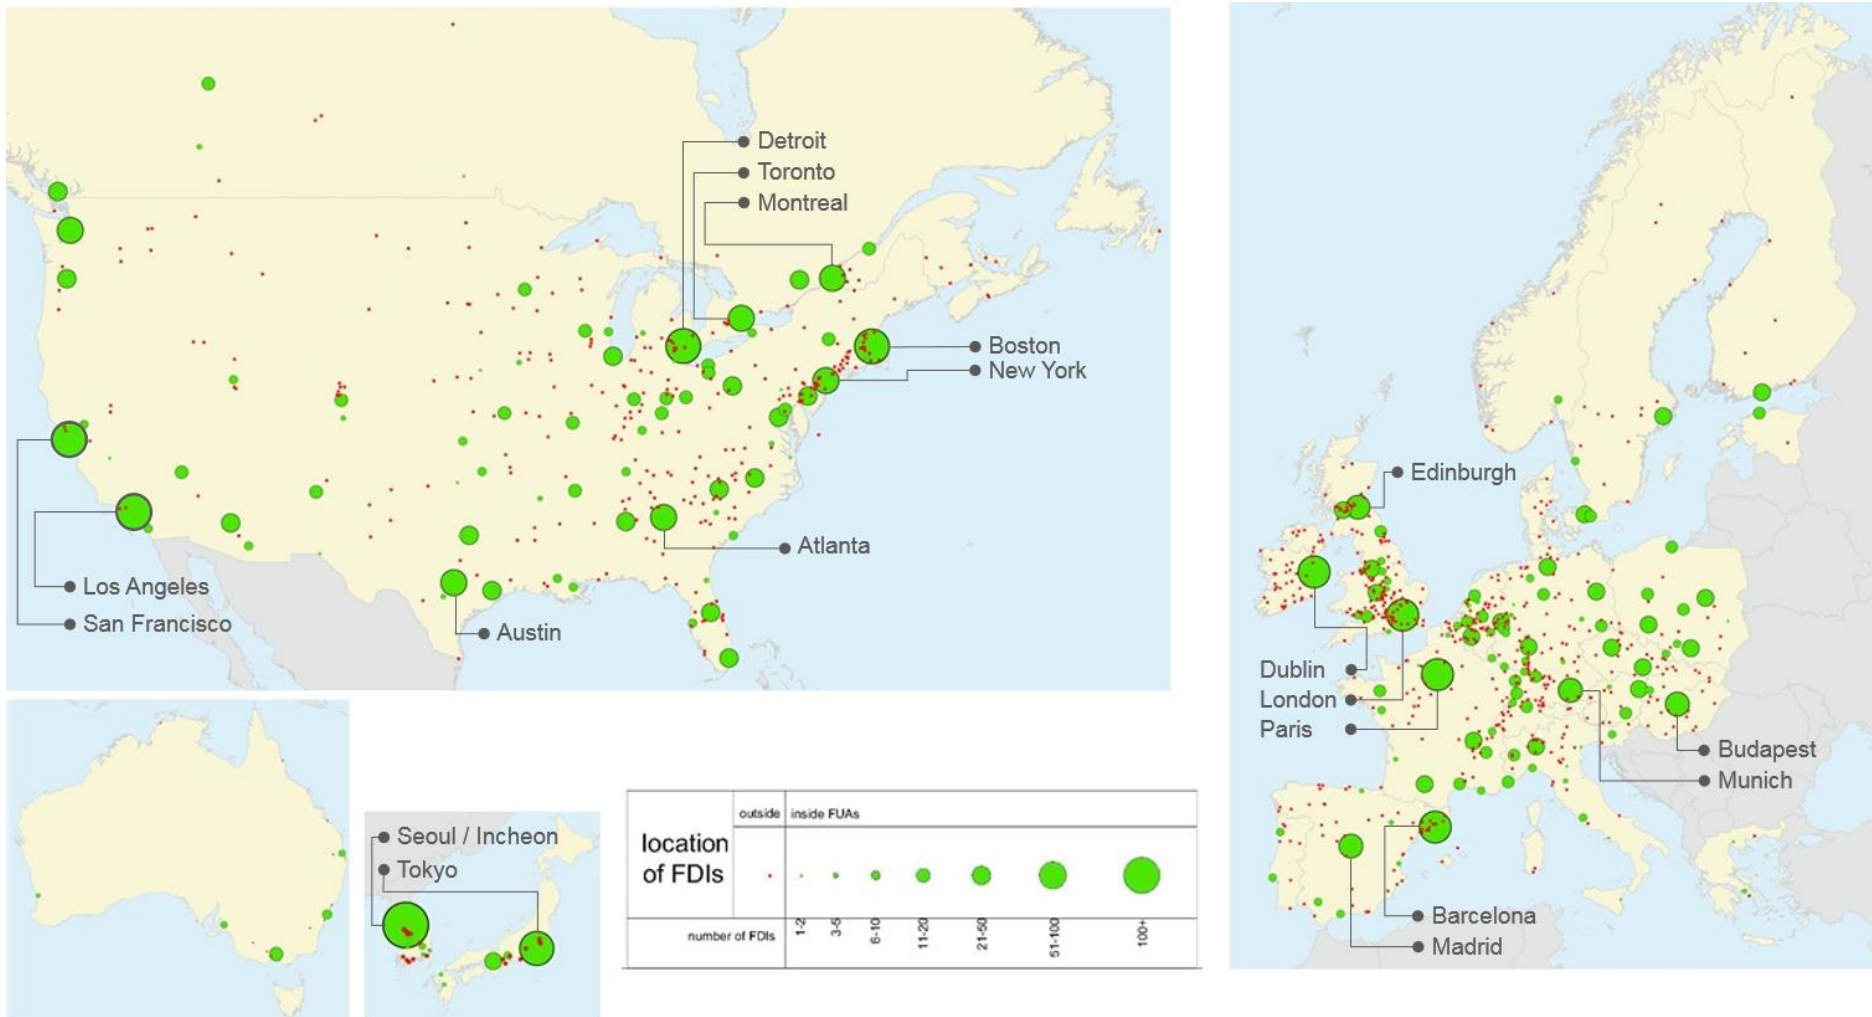 Detroit
Toronto
Montreal
Boston
New York
Atlanta
Los Angeles
San Francisco
Austin
Edinburgh
Dublin
London
Paris
Budapest
Munich
Barcelona
Madrid
Seoul / Incheon
Tokyo
location of FDIs
outside inside FUAs
number of FDIs 1-2 3-5 6-10 11-20 21-50 51-100 100+